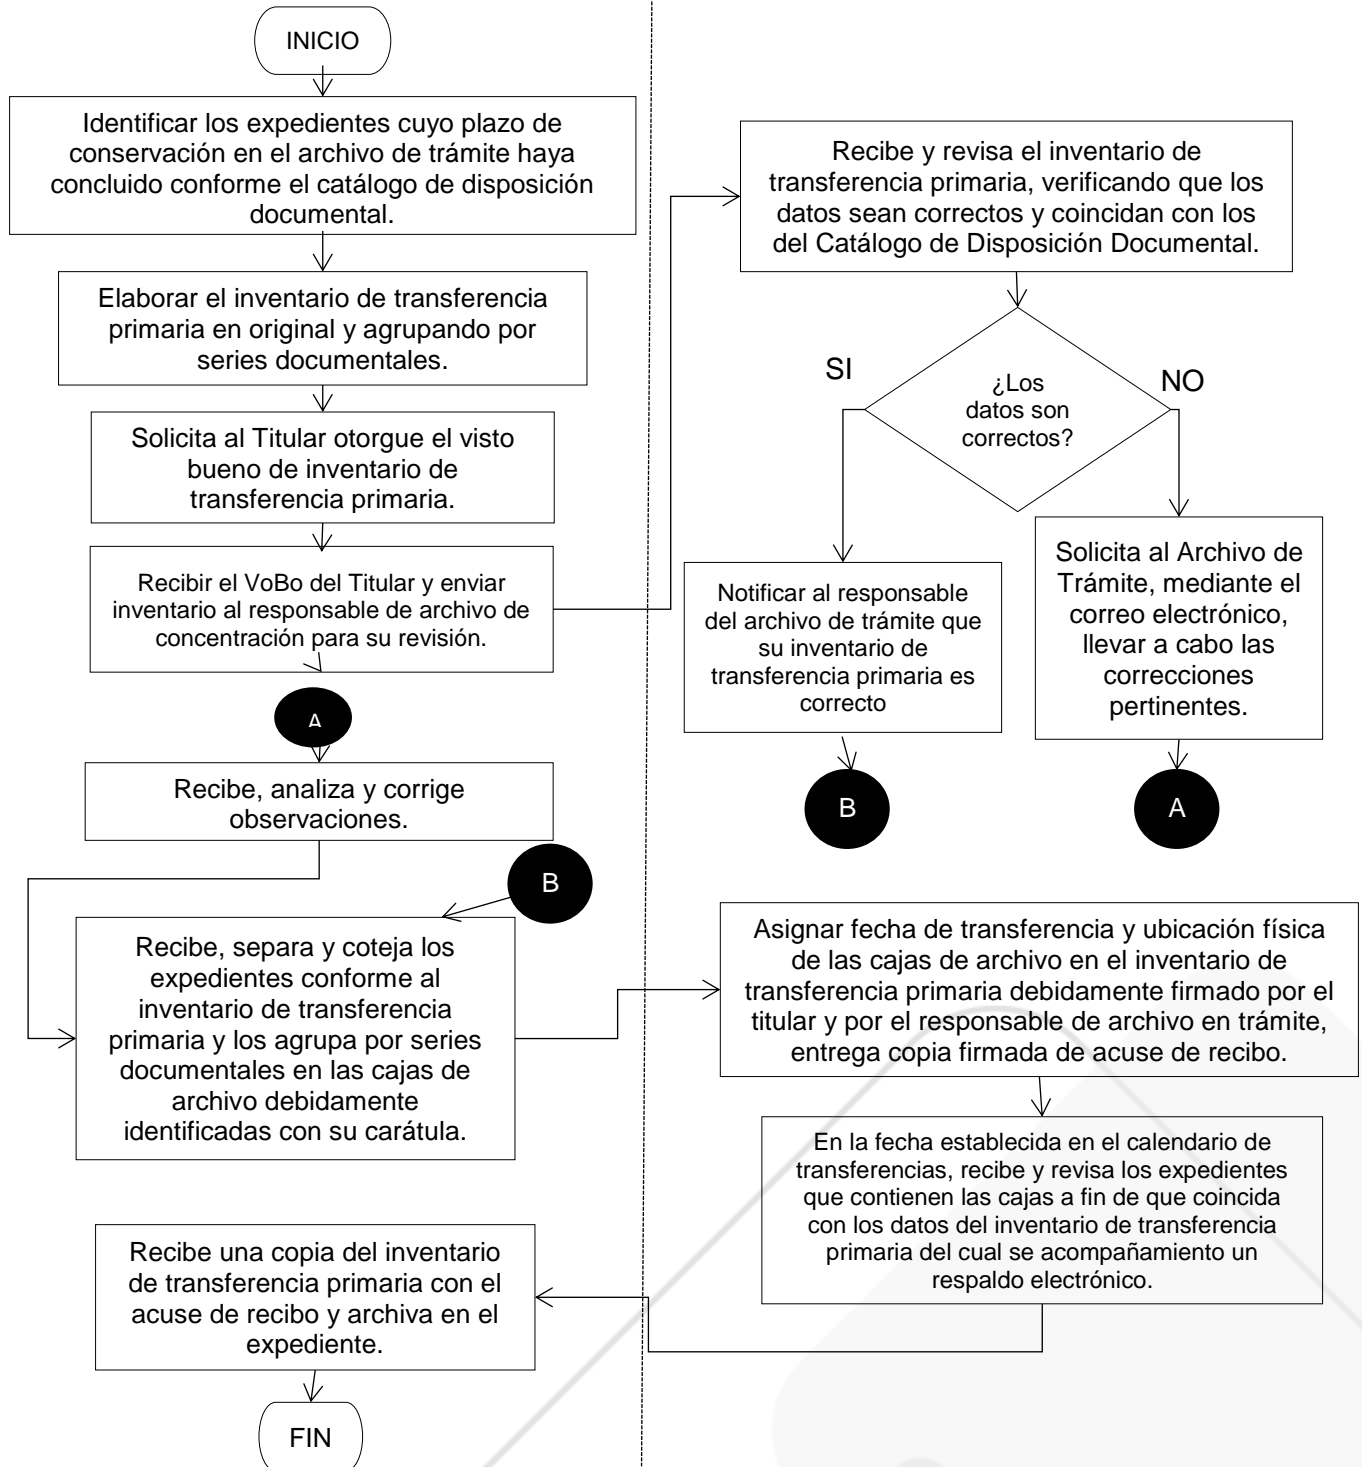 INICIO
Identificar los expedientes cuyo plazo de
conservación en el archivo de trámite haya
concluido conforme el catálogo de disposición
documental.
Elaborar el inventario de transferencia
primaria en original y agrupando por
series documentales.
Solicita al Titular otorgue el visto
bueno de inventario de
transferencia primaria.
Recibir el VoBo del Titular y enviar
inventario al responsable de archivo de
concentración para su revisión.
Recibe y revisa el inventario de
transferencia primaria, verificando que los
datos sean correctos y coincidan con los
del Catálogo de Disposición Documental.
¿Los
datos son
correctos?
SI
NO
Notificar al responsable
del archivo de trámite que
su inventario de
transferencia primaria es
correcto
B
Solicita al Archivo de
Trámite, mediante el
correo electrónico,
llevar a cabo las
correcciones
pertinentes.
A
A
Recibe, analiza y corrige
observaciones.
B
Recibe, separa y coteja los
expedientes conforme al
inventario de transferencia
primaria y los agrupa por series
documentales en las cajas de
archivo debidamente
identificadas con su carátula.
Asignar fecha de transferencia y ubicación física
de las cajas de archivo en el inventario de
transferencia primaria debidamente firmado por el
titular y por el responsable de archivo en trámite,
entrega copia firmada de acuse de recibo.
En la fecha establecida en el calendario de
transferencias, recibe y revisa los expedientes
que contienen las cajas a fin de que coincida
con los datos del inventario de transferencia
primaria del cual se acompañamiento un
respaldo electrónico.
Recibe una copia del inventario
de transferencia primaria con el
acuse de recibo y archiva en el
expediente.
FIN